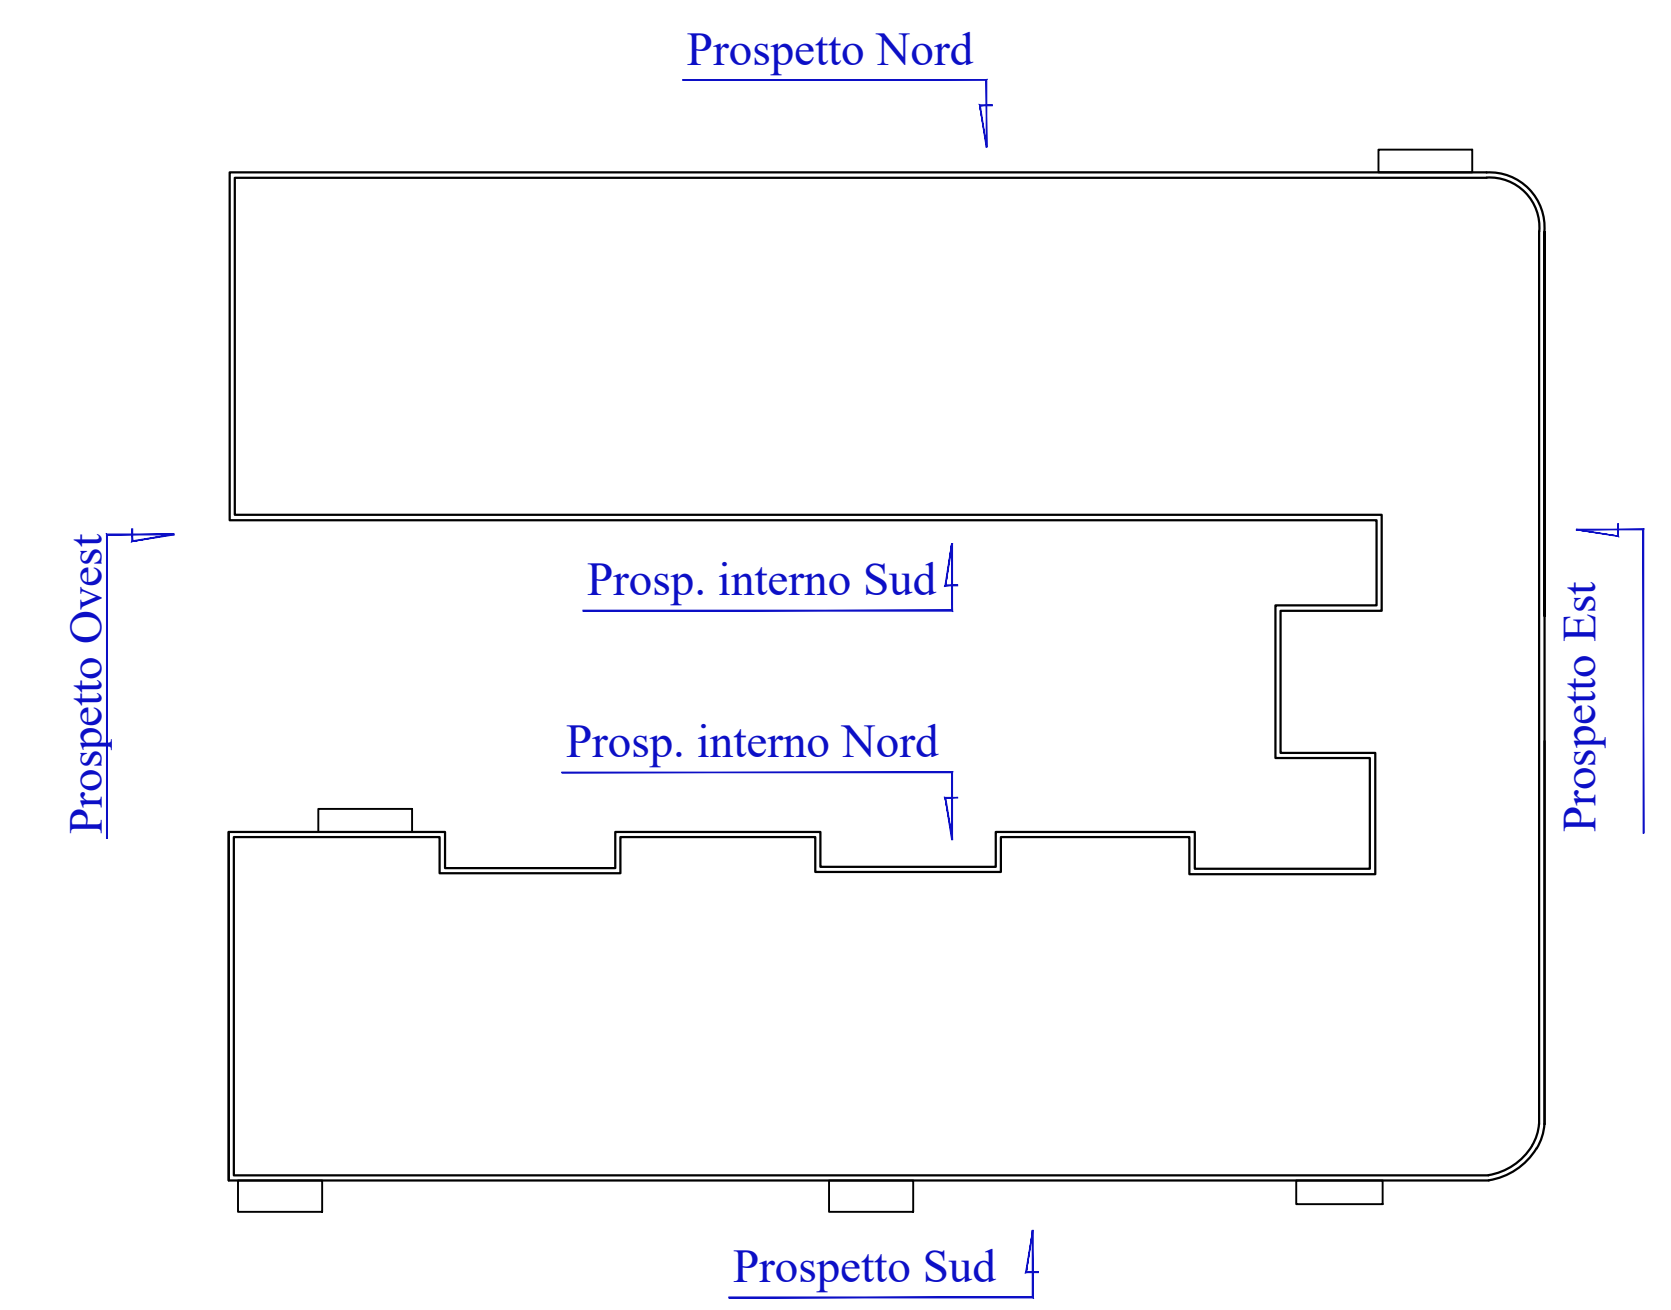 Prospetto Nord
Prosp. interno Sud
Prospetto Ovest
Prospetto Est
Prosp. interno Nord
Prospetto Sud